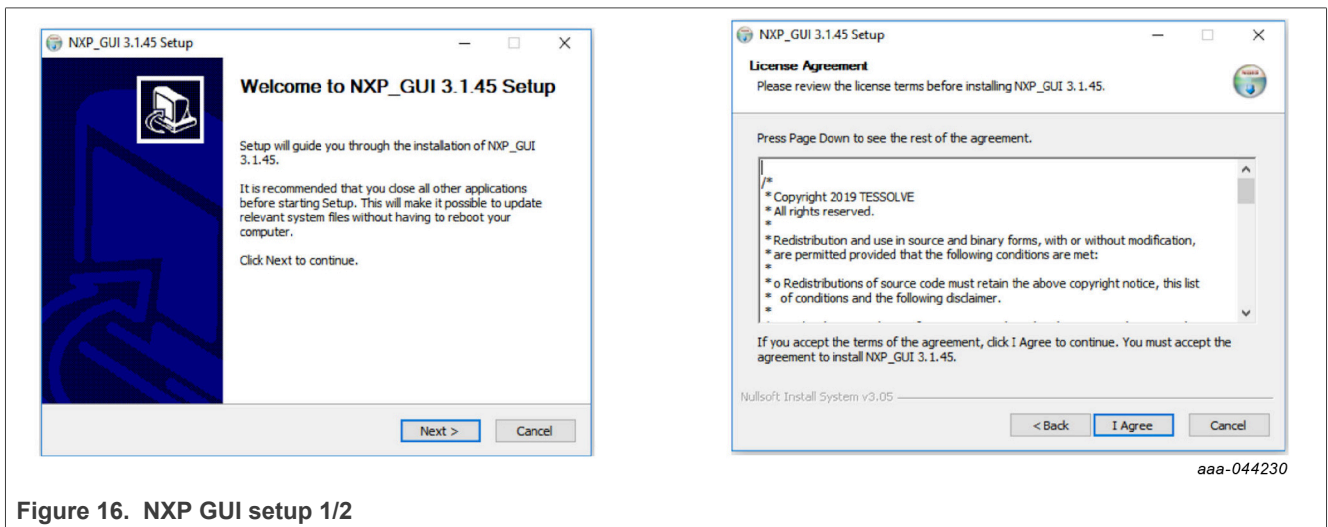 NXP_GUI 3.1.45 Setup
Welcome to NXP_GUI 3.1.45 Setup
Setup will guide you through the installation of NXP_GUI
3.1.45.
It is recommended that you close all other applications
before starting Setup. This will make it possible to update
relevant system files without having to reboot your
computer.
Click Next to continue.
Next >
Cancel
NXP_GUI 3.1.45 Setup
License Agreement
Please review the license terms before installing NXP_GUI 3.1.45.
Press Page Down to see the rest of the agreement.
/*
* Copyright 2019 TESSOLVE
* All rights reserved.
*
* Redistribution and use in source and binary forms, with or without modification,
* are permitted provided that the following conditions are met:
*
* o Redistributions of source code must retain the above copyright notice, this list
* of conditions and the following disclaimer.
*
If you accept the terms of the agreement, click I Agree to continue. You must accept the
agreement to install NXP_GUI 3.1.45.
Nullsoft Install System v3.05
< Back
I Agree
Cancel
aaa-044230
Figure 16. NXP GUI setup 1/2